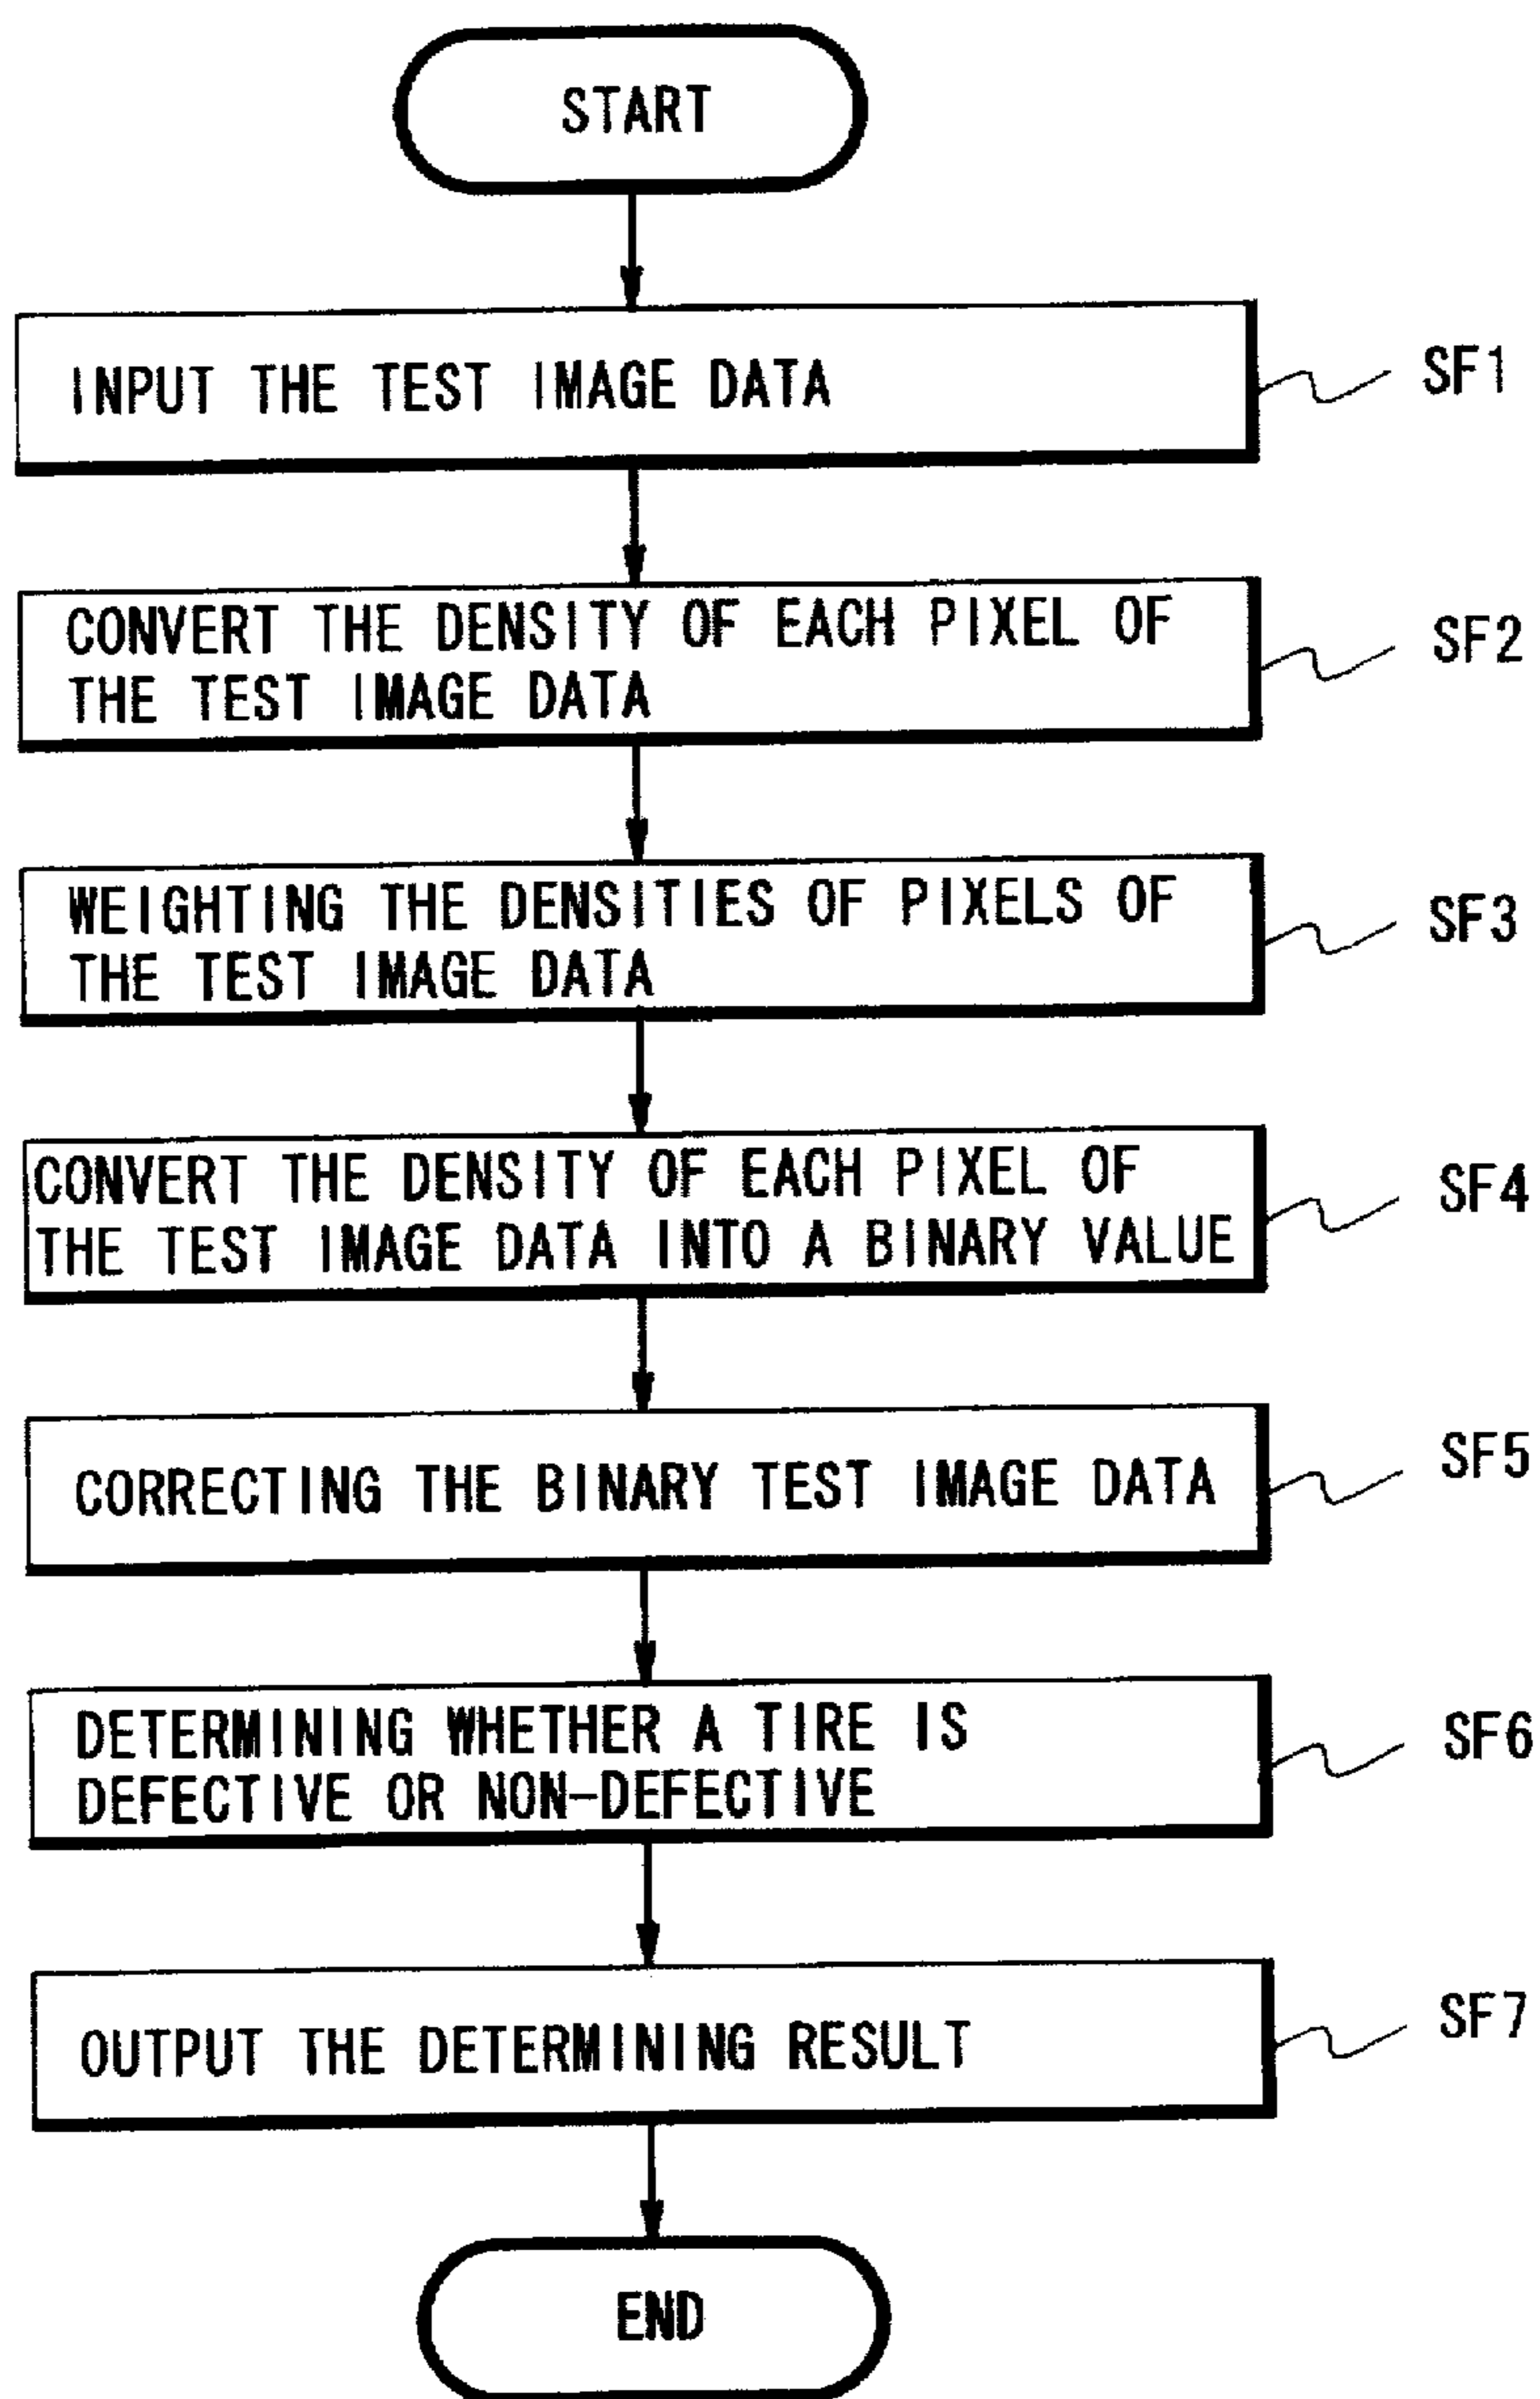 START
INPUT THE TEST IMAGE DATA
SF1
CONVERT THE DENSITY OF EACH PIXEL OF
THE TEST IMAGE DATA
SF2
WEIGHTING THE DENSITIES OF PIXELS OF
THE TEST IMAGE DATA
SF3
CONVERT THE DENSITY OF EACH PIXEL OF
THE TEST IMAGE DATA INTO A BINARY VALUE
SF4
CORRECTING THE BINARY TEST IMAGE DATA
SF5
DETERMINING WHETHER A TIRE IS
DEFECTIVE OR NON-DEFECTIVE
SF6
OUTPUT THE DETERMINING RESULT
SF7
END